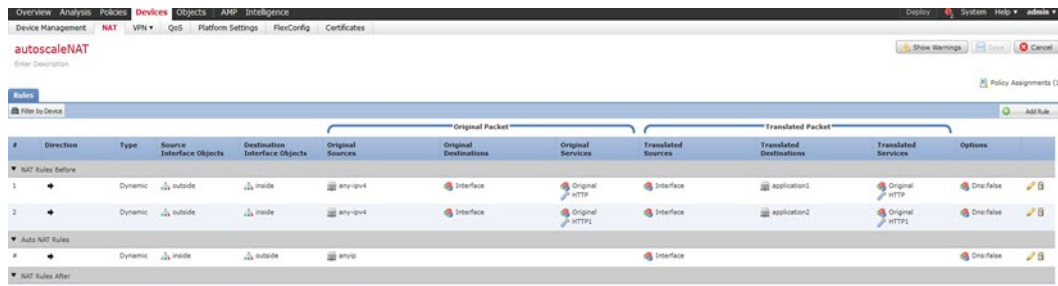 Overview Analysis Policies Devices Objects AMP Intelligence Deploy System Help admin
Device Management NAT VPN QoS Platform Settings FlexConfig Certificates
autoscaleNAT
Show Warnings Save Cancel
Enter Description
Policy Assignments (1
Rules
Filter by Device Add Rule
Original Packet Translated Packet
# Direction Type Source Interface Objects Destination Interface Objects Original Sources Original Destinations Original Services Translated Sources Translated Destinations Translated Services Options
NAT Rules Before
1 Dynamic outside inside any-ipv4 Interface Original HTTP Interface application1 Original HTTP Dns:false
2 Dynamic outside inside any-ipv4 Interface Original HTTP1 Interface application2 Original HTTP1 Dns:false
Auto NAT Rules
# Dynamic inside outside anyip Interface Dns:false
NAT Rules After